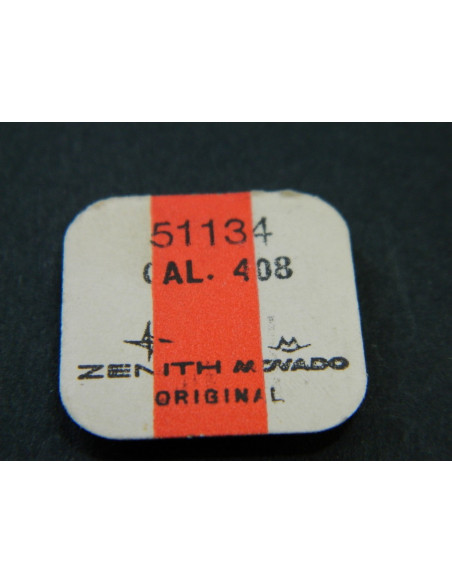 51134
CAL. 408
ZENITH MOVADO
ORIGINAL